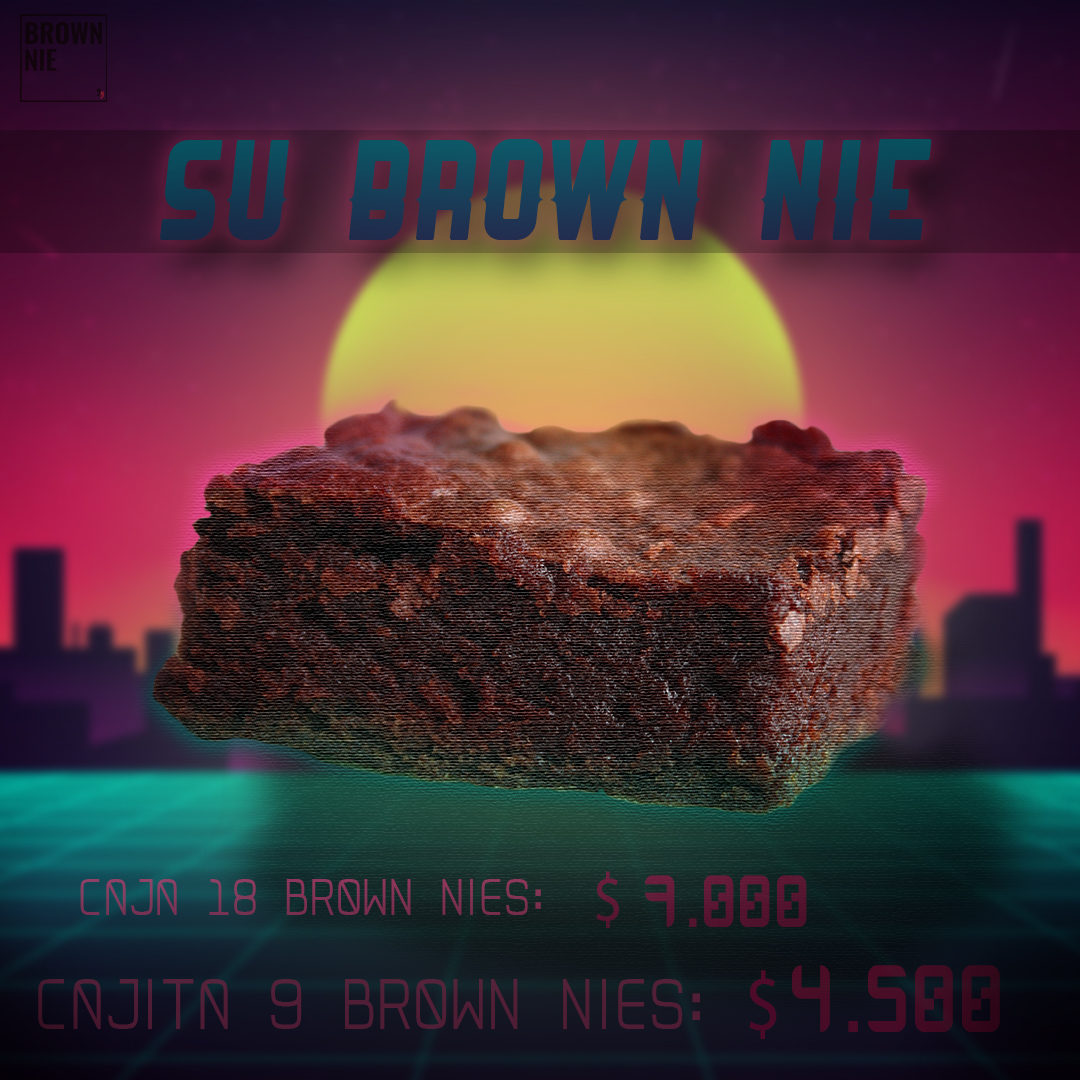 BROWN
NIE
SU BROWN NIE
CAJA 18 BROWN NIES: $ 7.000
CAJITA 9 BROWN NIES: $4.500